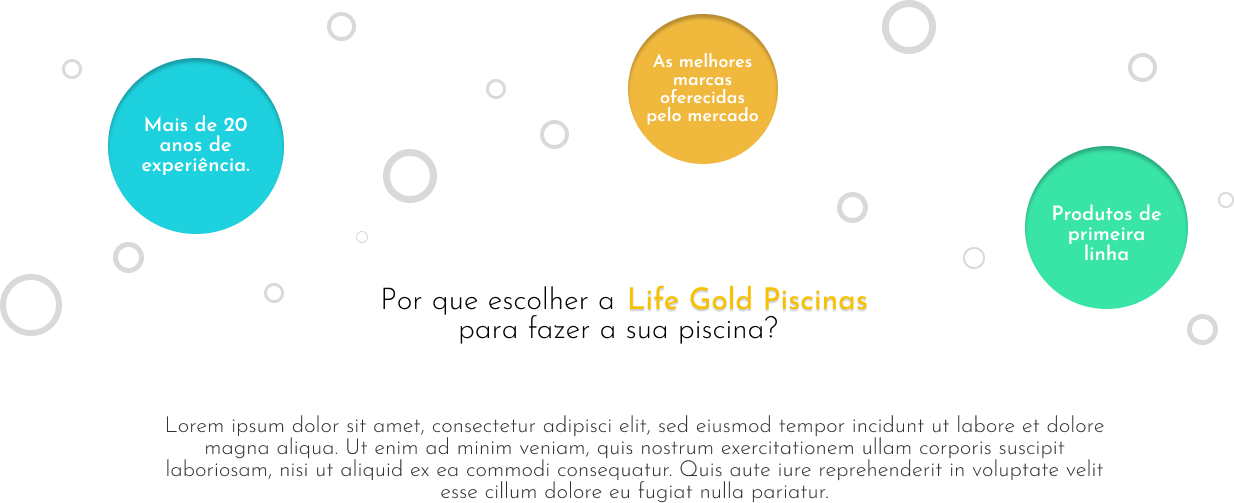 Mais de 20
anos de
experiência.
As melhores
marcas
oferecidas
pelo mercado
Produtos de
primeira
linha
Por que escolher a Life Gold Piscinas
para fazer a sua piscina?
Lorem ipsum dolor sit amet, consectetur adipisci elit, sed eiusmod tempor incidunt ut labore et dolore
magna aliqua. Ut enim ad minim veniam, quis nostrum exercitationem ullam corporis suscipit
laboriosam, nisi ut aliquid ex ea commodi consequatur. Quis aute iure reprehenderit in voluptate velit
esse cillum dolore eu fugiat nulla pariatur.